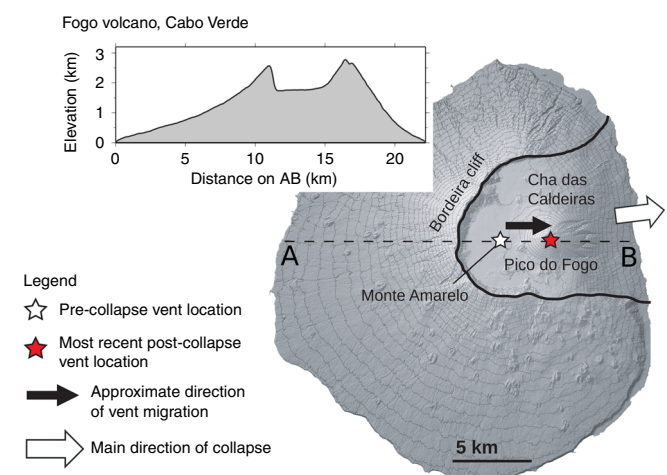 Fogo volcano, Cabo Verde
Elevation (km)
3
2
1
0
0
5
10
15
20
Distance on AB (km)
Bordeira cliff
Cha das
Caldeiras
A
B
Pico do Fogo
Monte Amarelo
5 km
Legend
Pre-collapse vent location
Most recent post-collapse
vent location
Approximate direction
of vent migration
Main direction of collapse